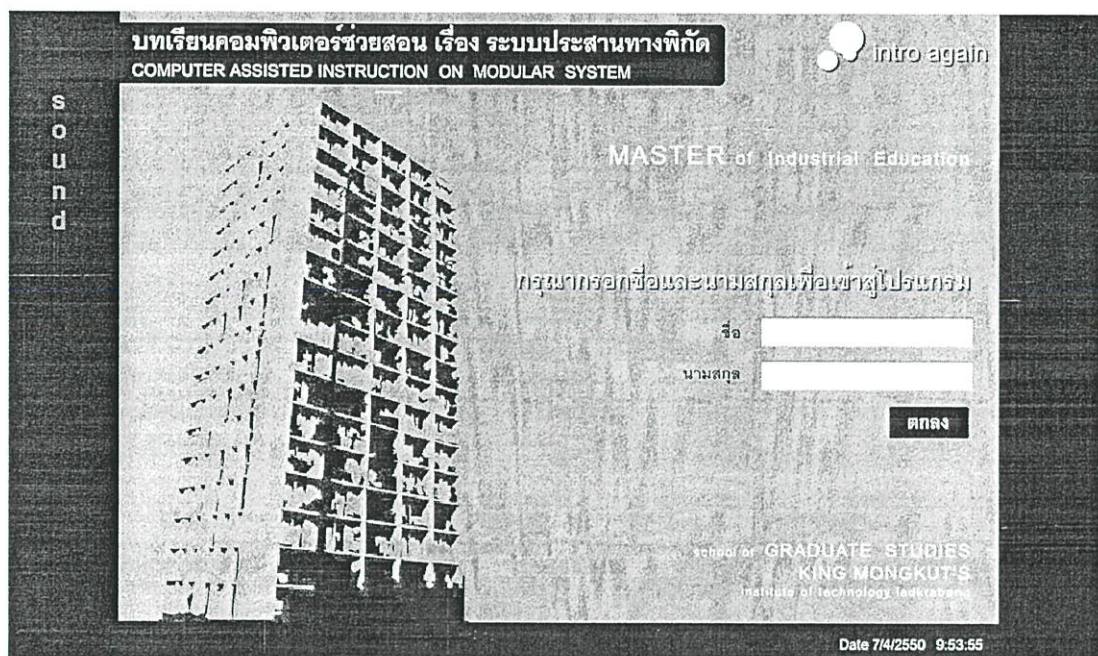 บทเรียนคอมพิวเตอร์ช่วยสอน เรื่อง ระบบประสานทางพิกัด
COMPUTER ASSISTED INSTRUCTION ON MODULAR SYSTEM
intro again
sound
MASTER of Industrial Education
กรุณากรอกชื่อและนามสกุลเพื่อเข้าสู่โปรแกรม
ชื่อ
นามสกุล
ตกลง
school of GRADUATE STUDIES
KING MONGKUT'S
institute of technology ladkrabang
Date 7/4/2550 9:53:55